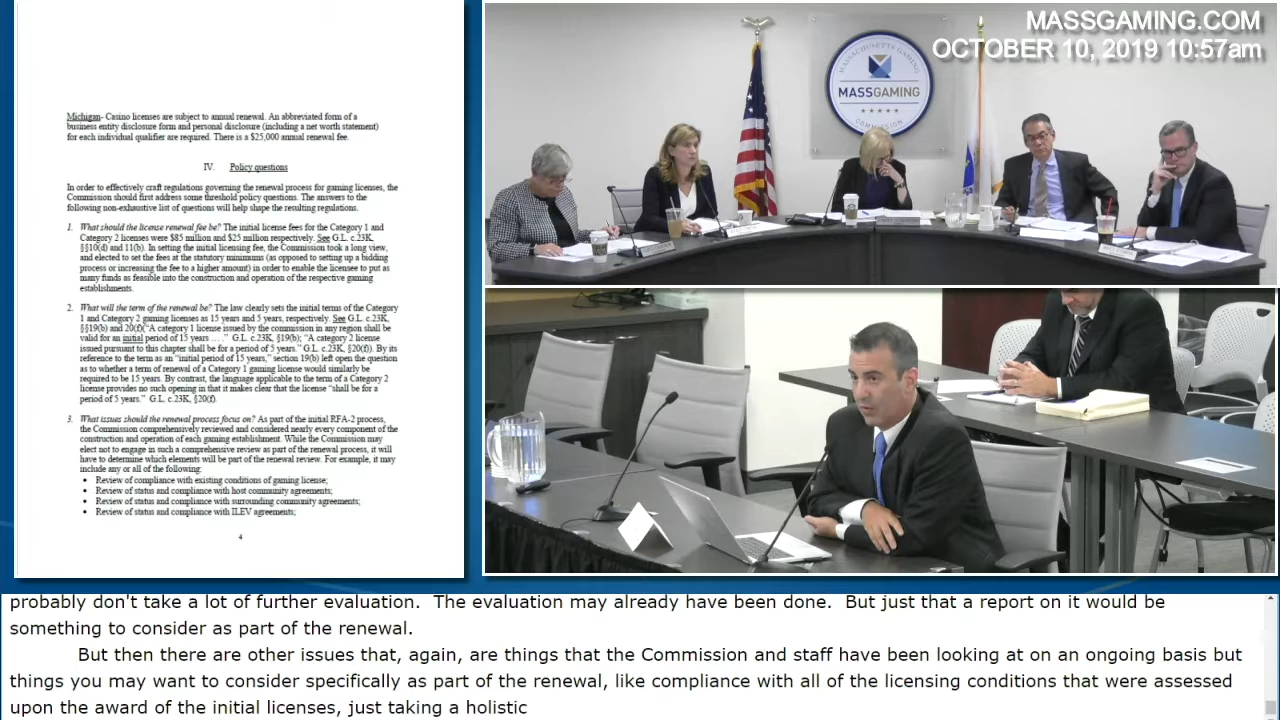 Michigan- Casino licenses are subject to annual renewal. An abbreviated form of a
business entity disclosure form and personal disclosure (including a net worth statement)
for each individual qualifier are required. There is a $25,000 annual renewal fee.
IV. Policy questions
In order to effectively craft regulations governing the renewal process for gaming licenses, the
Commission should first address some threshold policy questions. The answers to the
following non-exhaustive list of questions will help shape the resulting regulations.
1. What should the license renewal fee be? The initial license fees for the Category 1 and
Category 2 licenses were $85 million and $25 million respectively. See G.L. c.23K,
§§10(d) and 11(b). In setting the initial licensing fee, the Commission took a long view,
and elected to set the fees at the statutory minimums (as opposed to setting up a bidding
process or increasing the fee to a higher amount) in order to enable the licensee to put as
many funds as feasible into the construction and operation of the respective gaming
establishments.
2. What will the term of the renewal be? The law clearly sets the initial terms of the Category
1 and Category 2 gaming licenses as 15 years and 5 years, respectively. See G.L. c.23K,
§§19(b) and 20(f)("A category 1 license issued by the commission in any region shall be
valid for an initial period of 15 years . . . ." G.L. c.23K, §19(b); "A category 2 license
issued pursuant to this chapter shall be for a period of 5 years." G.L. c.23K, §20(f)). By its
reference to the term as an "initial period of 15 years," section 19(b) left open the question
as to whether a term of renewal of a Category 1 gaming license would similarly be
required to be 15 years. By contrast, the language applicable to the term of a Category 2
license provides no such opening in that it makes clear that the license "shall be for a
period of 5 years." G.L. c.23K, §20(f).
3. What issues should the renewal process focus on? As part of the initial RFA-2 process,
the Commission comprehensively reviewed and considered nearly every component of the
construction and operation of each gaming establishment. While the Commission may
elect not to engage in such a comprehensive review as part of the renewal process, it will
have to determine which elements will be part of the renewal review. For example, it may
include any or all of the following:
• Review of compliance with existing conditions of gaming license;
• Review of status and compliance with host community agreements;
• Review of status and compliance with surrounding community agreements;
• Review of status and compliance with ILEV agreements;
4
MASSGAMING.COM
OCTOBER 10, 2019 10:57am
MASSACHUSETTS GAMING
MASSGAMING
COMMISSION
probably don't take a lot of further evaluation. The evaluation may already have been done. But just that a report on it would be
something to consider as part of the renewal.
But then there are other issues that, again, are things that the Commission and staff have been looking at on an ongoing basis but
things you may want to consider specifically as part of the renewal, like compliance with all of the licensing conditions that were assessed
upon the award of the initial licenses, just taking a holistic